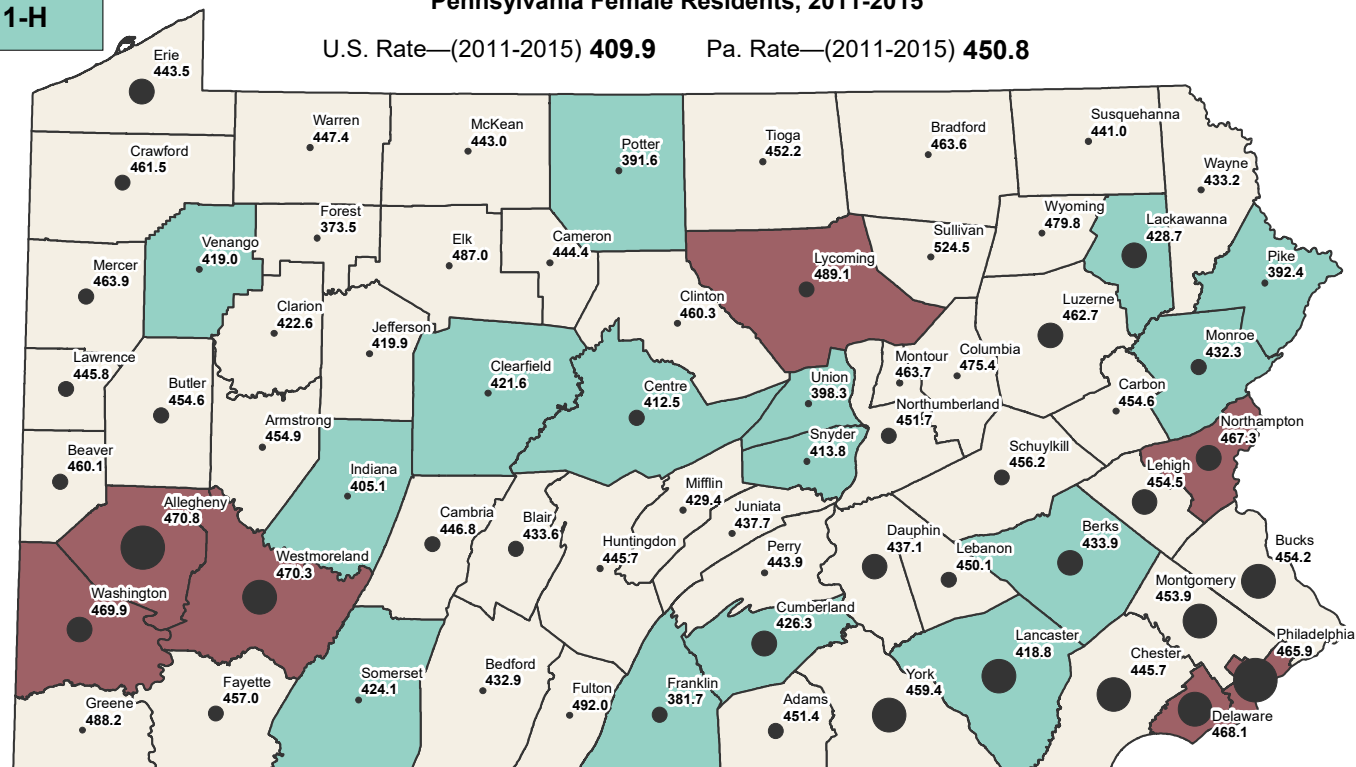 1-H
Pennsylvania Female Residents, 2011-2015
U.S. Rate—(2011-2015) 409.9 Pa. Rate—(2011-2015) 450.8
Erie
443.5
Warren
447.4
McKean
443.0
Potter
391.6
Tioga
452.2
Bradford
463.6
Susquehanna
441.0
Crawford
461.5
Wayne
433.2
Forest
373.5
Wyoming
479.8
Lackawanna
428.7
Venango
419.0
Elk
487.0
Cameron
444.4
Sullivan
524.5
Mercer
463.9
Lycoming
489.1
Pike
392.4
Clarion
422.6
Clinton
460.3
Luzerne
462.7
Jefferson
419.9
Monroe
432.3
Lawrence
445.8
Butler
454.6
Clearfield
421.6
Centre
412.5
Union
398.3
Montour
463.7
Columbia
475.4
Carbon
454.6
Armstrong
454.9
Northumberland
451.7
Northampton
467.3
Beaver
460.1
Indiana
405.1
Snyder
413.8
Schuylkill
456.2
Lehigh
454.5
Allegheny
470.8
Cambria
446.8
Blair
433.6
Mifflin
429.4
Juniata
437.7
Huntingdon
445.7
Perry
443.9
Dauphin
437.1
Lebanon
450.1
Berks
433.9
Bucks
454.2
Westmoreland
470.3
Washington
469.9
Montgomery
453.9
Cumberland
426.3
Lancaster
418.8
Philadelphia
465.9
Somerset
424.1
Bedford
432.9
Chester
445.7
Fayette
457.0
Fulton
492.0
Franklin
381.7
York
459.4
Greene
488.2
Adams
451.4
Delaware
468.1